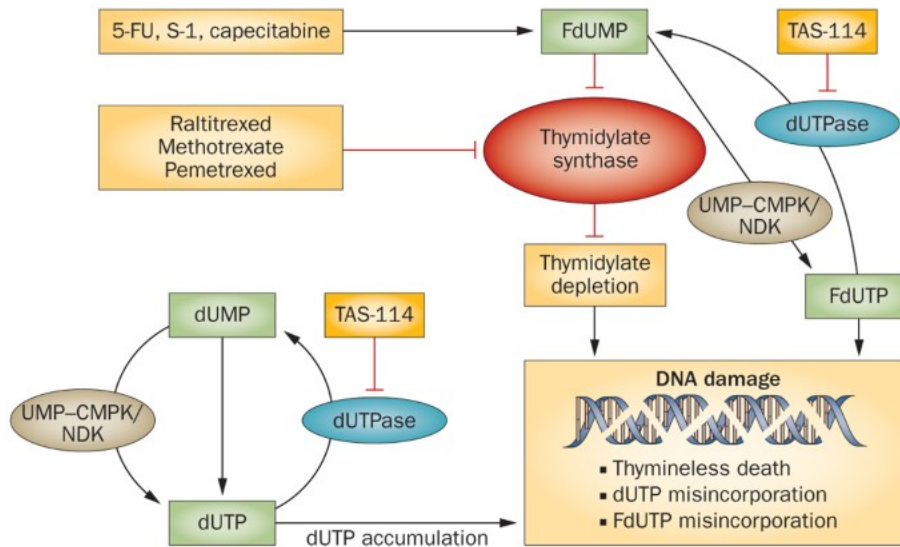 5-FU, S-1, capecitabine
FdUMP
TAS-114
Raltitrexed
Methotrexate
Pemetrexed
Thymidylate
synthase
dUTPase
UMP–CMPK/
NDK
Thymidylate
depletion
FdUTP
dUMP
TAS-114
UMP–CMPK/
NDK
dUTPase
dUTP
dUTP accumulation
DNA damage
▪ Thymineless death
▪ dUTP misincorporation
▪ FdUTP misincorporation